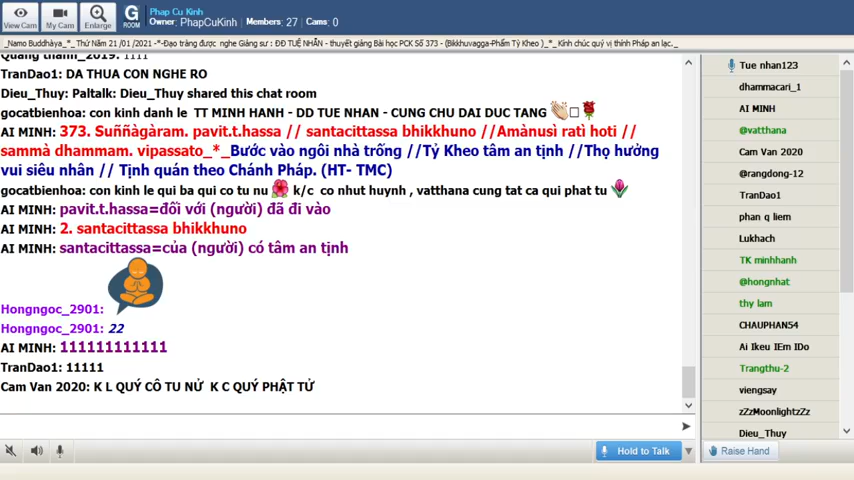 View Cam
My Cam
Enlarge
G
ROOM
Phap Cu Kinh
Owner: PhapCuKinh Members: 27 Cams: 0
_Namo Buddhàya_*_ Thứ Năm 21 /01 /2021 -*-Đạo tràng được nghe Giảng sư : ĐĐ TUỆ NHÂN - thuyết giảng Bài học PCK Số 373 - (Bikkhuvagga-Phẩm Tỳ Kheo )_*_ Kính chúc quý vị thính Pháp an lạc._
Quang thanh_2019: 1111
TranDao1: DA THUA CON NGHE RO
Dieu_Thuy: Paltalk: Dieu_Thuy shared this chat room
gocatbienhoa: con kinh danh le TT MINH HANH - DD TUE NHAN - CUNG CHU DAI DUC TANG
AI MINH: 373. Suññàgàram. pavit.t.hassa // santacittassa bhikkhuno //Amànusì ratì hoti //
sammà dhammam. vipassato_*_Bước vào ngôi nhà trống //Tỷ Kheo tâm an tịnh //Thọ hưởng
vui siêu nhân // Tịnh quán theo Chánh Pháp. (HT- TMC)
gocatbienhoa: con kinh le qui ba qui co tu nu k/c co nhut huynh , vatthana cung tat ca qui phat tu
AI MINH: pavit.t.hassa=đối với (người) đã đi vào
AI MINH: 2. santacittassa bhikkhuno
AI MINH: santacittassa=của (người) có tâm an tịnh
Hongngoc_2901:
Hongngoc_2901: 22
AI MINH: 111111111111
TranDao1: 11111
Cam Van 2020: K L QUÝ CÔ TU NỬ K C QUÝ PHẬT TỬ
Hold to Talk
Raise Hand
Tue nhan123
dhammacari_1
AI MINH
@vatthana
Cam Van 2020
@rangdong-12
TranDao1
phan q liem
Lukhach
TK minhhanh
@hongnhat
thy lam
CHAUPHAN54
Ai Ikeu IEm IDo
Trangthu-2
viengsay
zZzMoonlightzZz
Dieu_Thuy